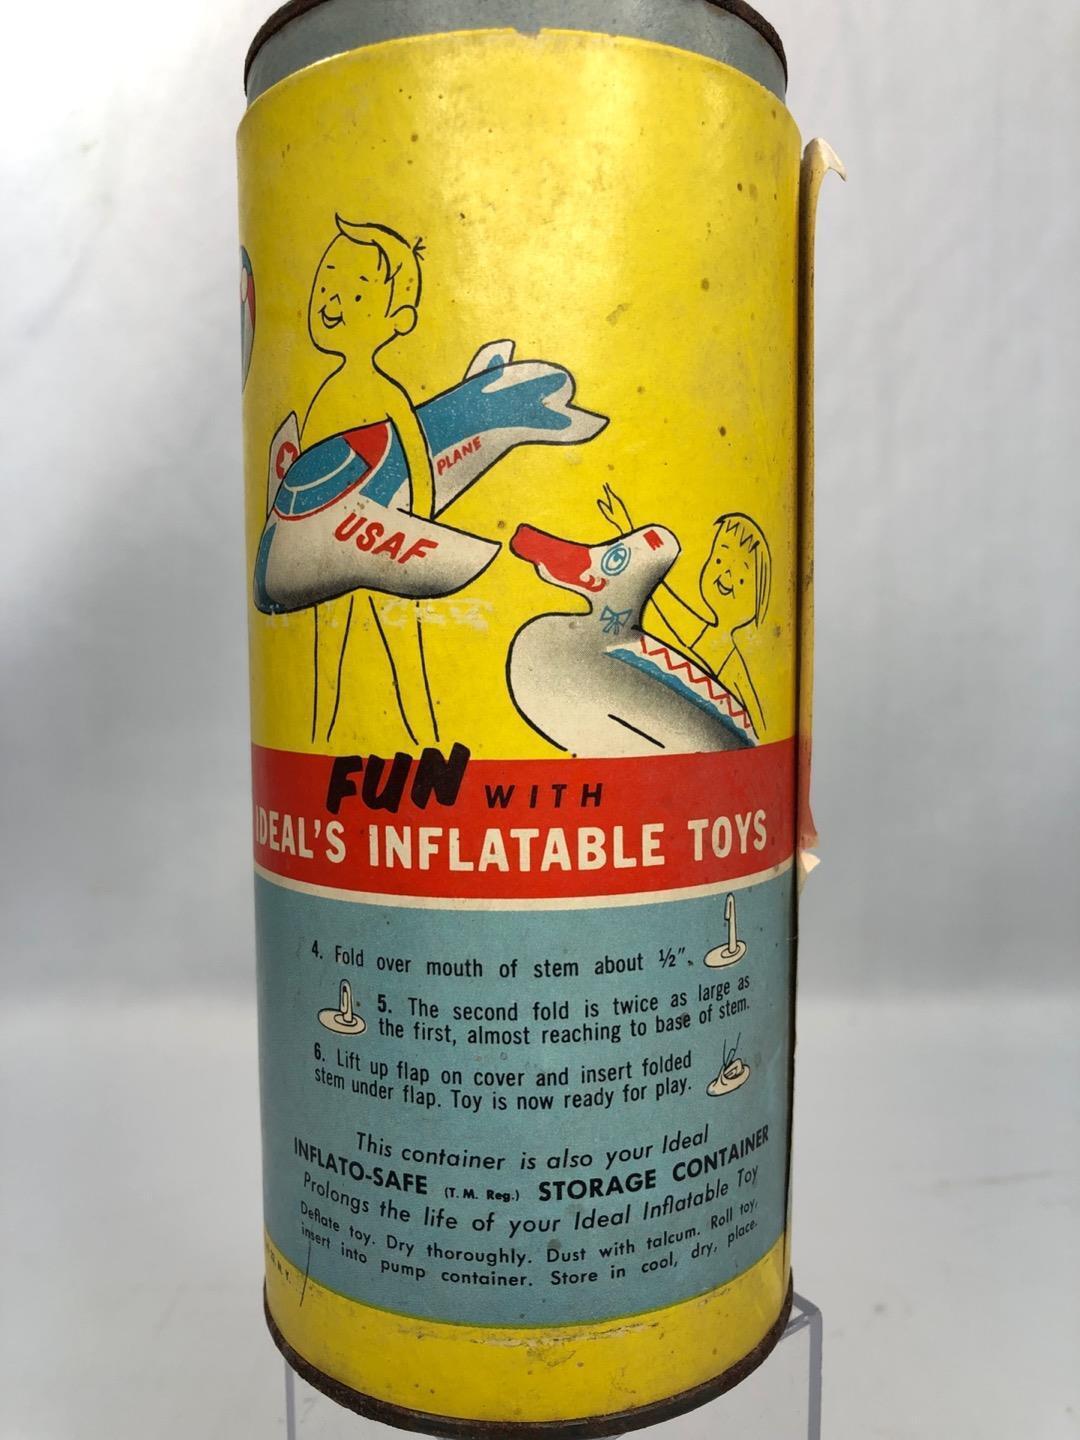 PLANE
USAF
FUN WITH
IDEAL'S INFLATABLE TOYS
4. Fold over mouth of stem about ½".
5. The second fold is twice as large as
the first, almost reaching to base of stem.
6. Lift up flap on cover and insert folded
stem under flap. Toy is now ready for play.
This container is also your Ideal
INFLATO-SAFE (T. M. Reg.) STORAGE CONTAINER
Prolongs the life of your Ideal Inflatable Toy
Deflate toy. Dry thoroughly. Dust with talcum. Roll toy,
insert into pump container. Store in cool, dry, place.
N. Y.